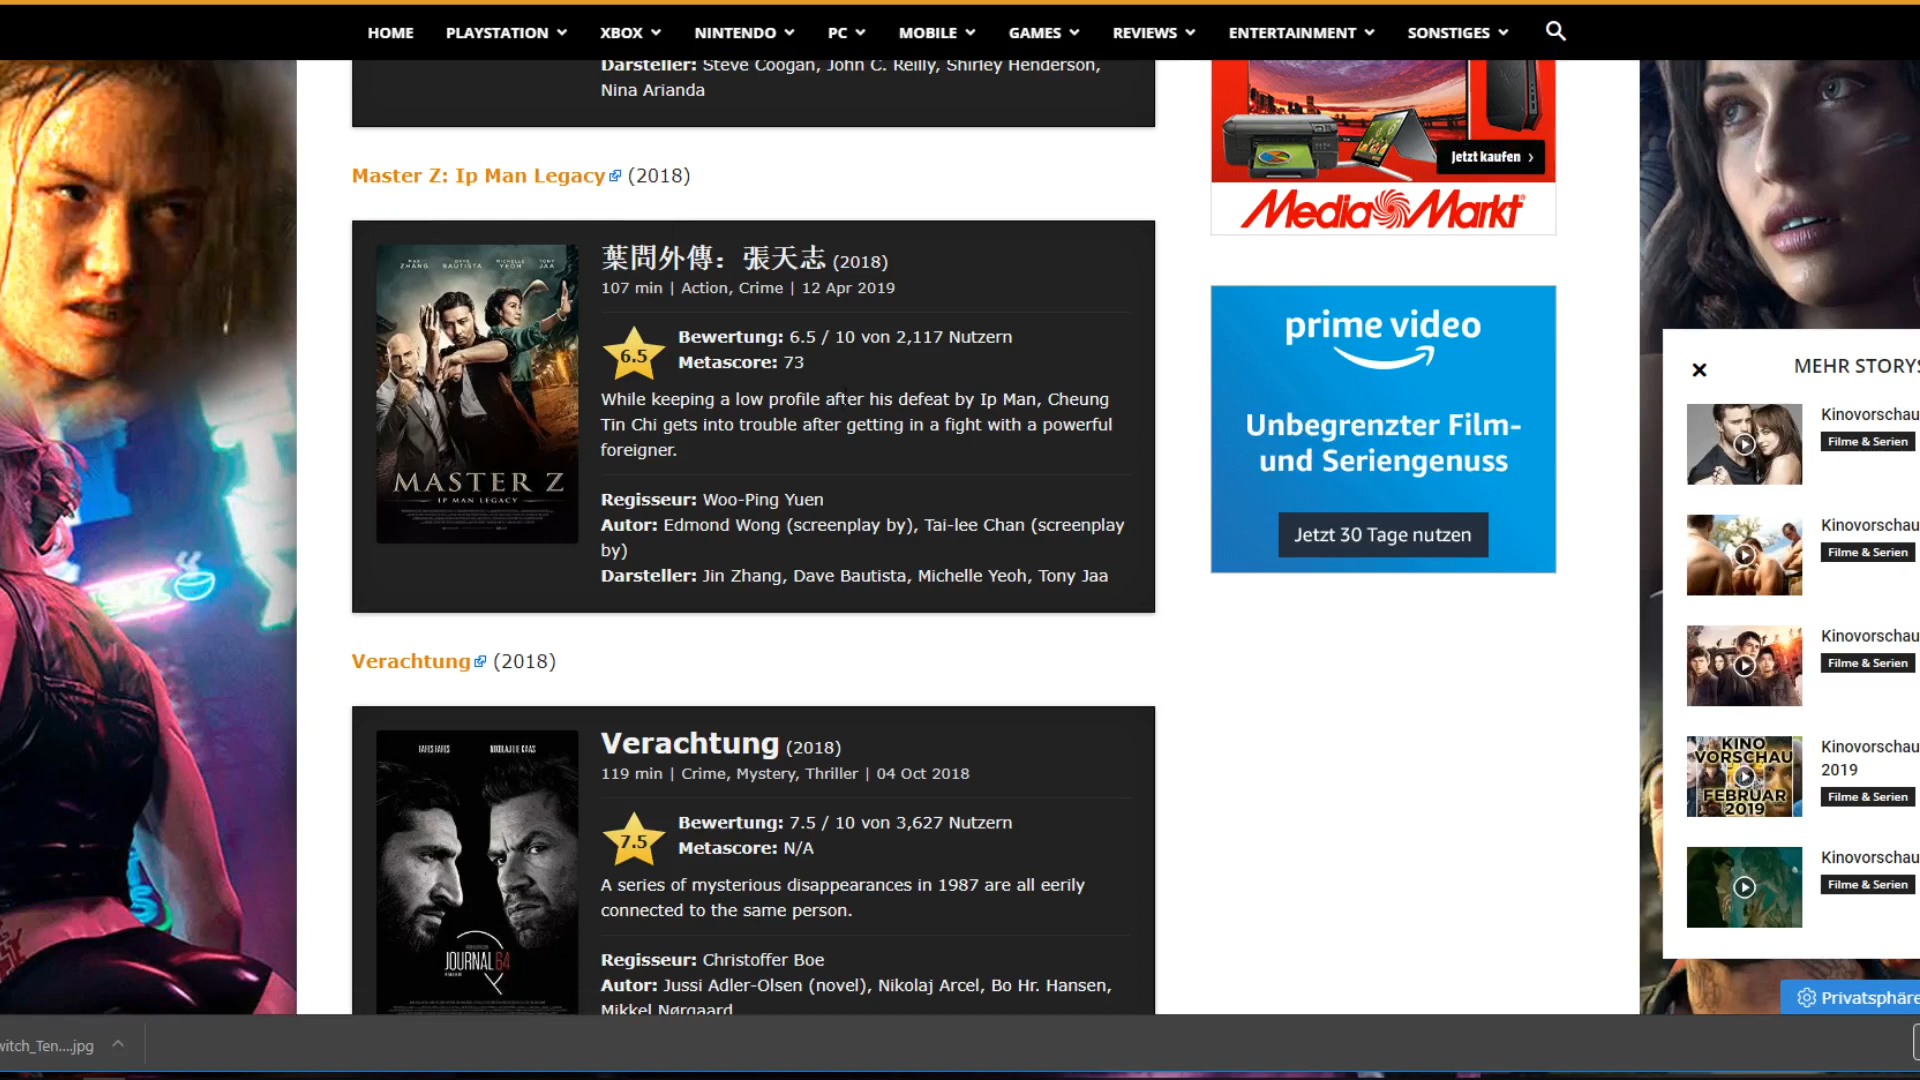 HOME PLAYSTATION XBOX NINTENDO PC MOBILE GAMES REVIEWS ENTERTAINMENT SONSTIGES
Darsteller: Steve Coogan, John C. Reilly, Shirley Henderson,
Nina Arianda
Master Z: Ip Man Legacy (2018)
葉問外傳：張天志 (2018)
107 min | Action, Crime | 12 Apr 2019
6.5
Bewertung: 6.5 / 10 von 2,117 Nutzern
Metascore: 73
While keeping a low profile after his defeat by Ip Man, Cheung
Tin Chi gets into trouble after getting in a fight with a powerful
foreigner.
Regisseur: Woo-Ping Yuen
Autor: Edmond Wong (screenplay by), Tai-lee Chan (screenplay
by)
Darsteller: Jin Zhang, Dave Bautista, Michelle Yeoh, Tony Jaa
ZHANG BAUTISTA MICHELLE YEOH TONY JAA
MASTER Z
IP MAN LEGACY
Verachtung (2018)
Verachtung (2018)
119 min | Crime, Mystery, Thriller | 04 Oct 2018
7.5
Bewertung: 7.5 / 10 von 3,627 Nutzern
Metascore: N/A
A series of mysterious disappearances in 1987 are all eerily
connected to the same person.
Regisseur: Christoffer Boe
Autor: Jussi Adler-Olsen (novel), Nikolaj Arcel, Bo Hr. Hansen,
Mikkel Nørgaard
JOURNAL 64
Jetzt kaufen ›
Media Markt
prime video
Unbegrenzter Film-
und Seriengenuss
Jetzt 30 Tage nutzen
MEHR STORYS
Kinovorschau
Filme & Serien
Kinovorschau
Filme & Serien
Kinovorschau
Filme & Serien
KINO
VORSCHAU
FEBRUAR
2019
Kinovorschau
2019
Filme & Serien
Kinovorschau
Filme & Serien
Privatsphäre
witch_Ten....jpg